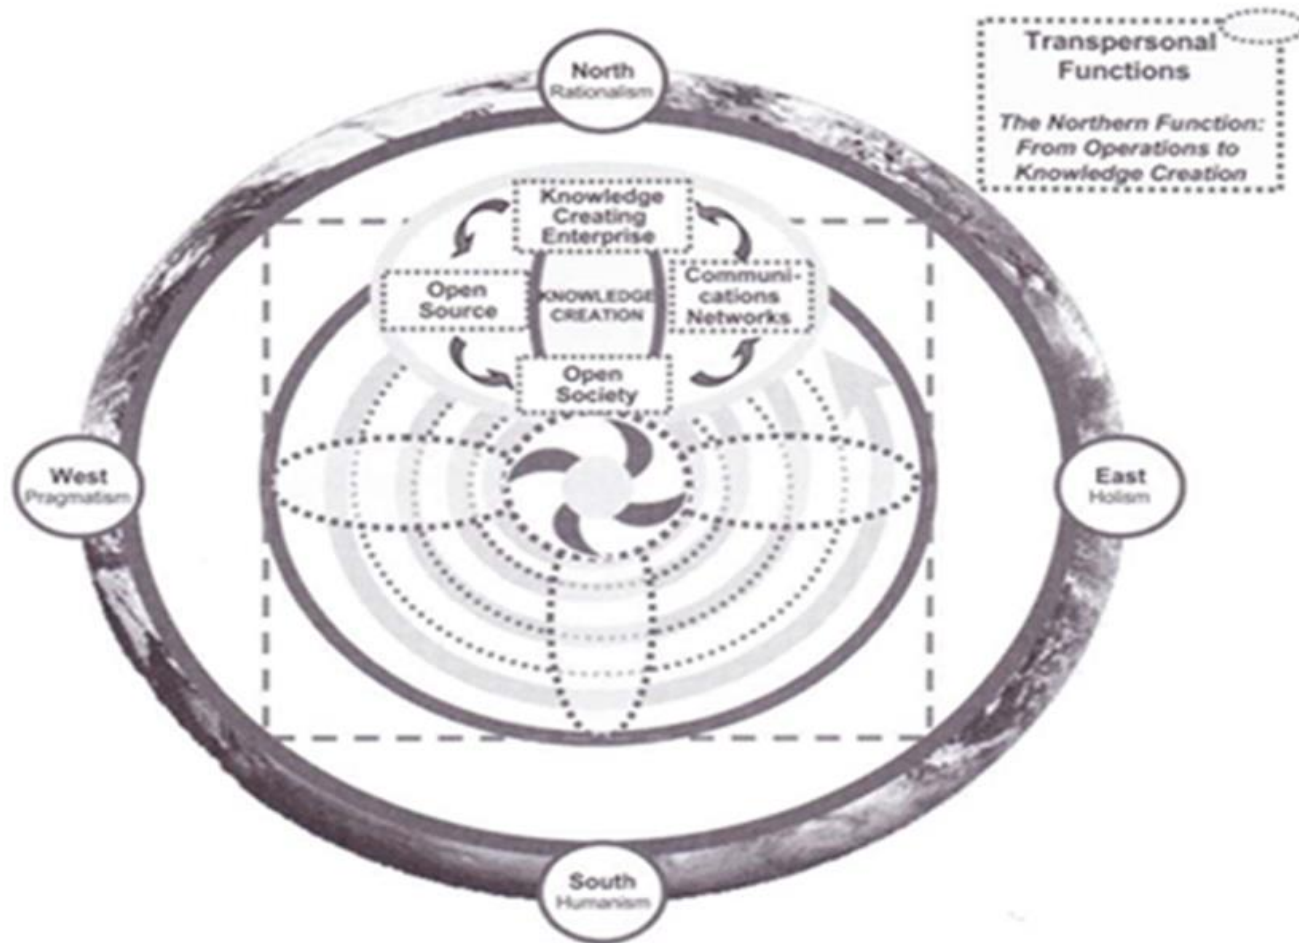 North
Rationalism
Transpersonal
Functions
The Northern Function:
From Operations to
Knowledge Creation
Knowledge
Creating
Enterprise
Open
Source
KNOWLEDGE
CREATION
Communi-
cations
Networks
Open
Society
West
Pragmatism
East
Holism
South
Humanism